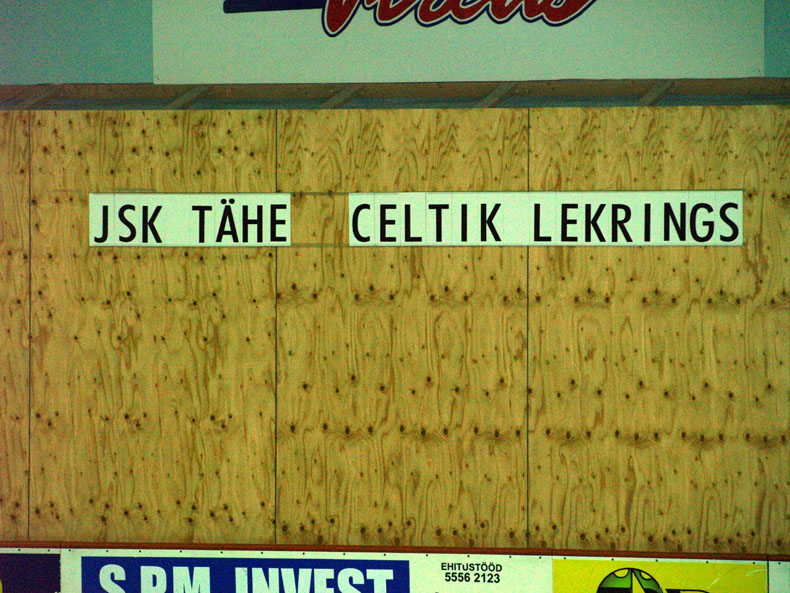 JSK TÄHE CELTIK LEKRINGS
S.P.M. INVEST
EHITUSTÖÖD
5556 2123